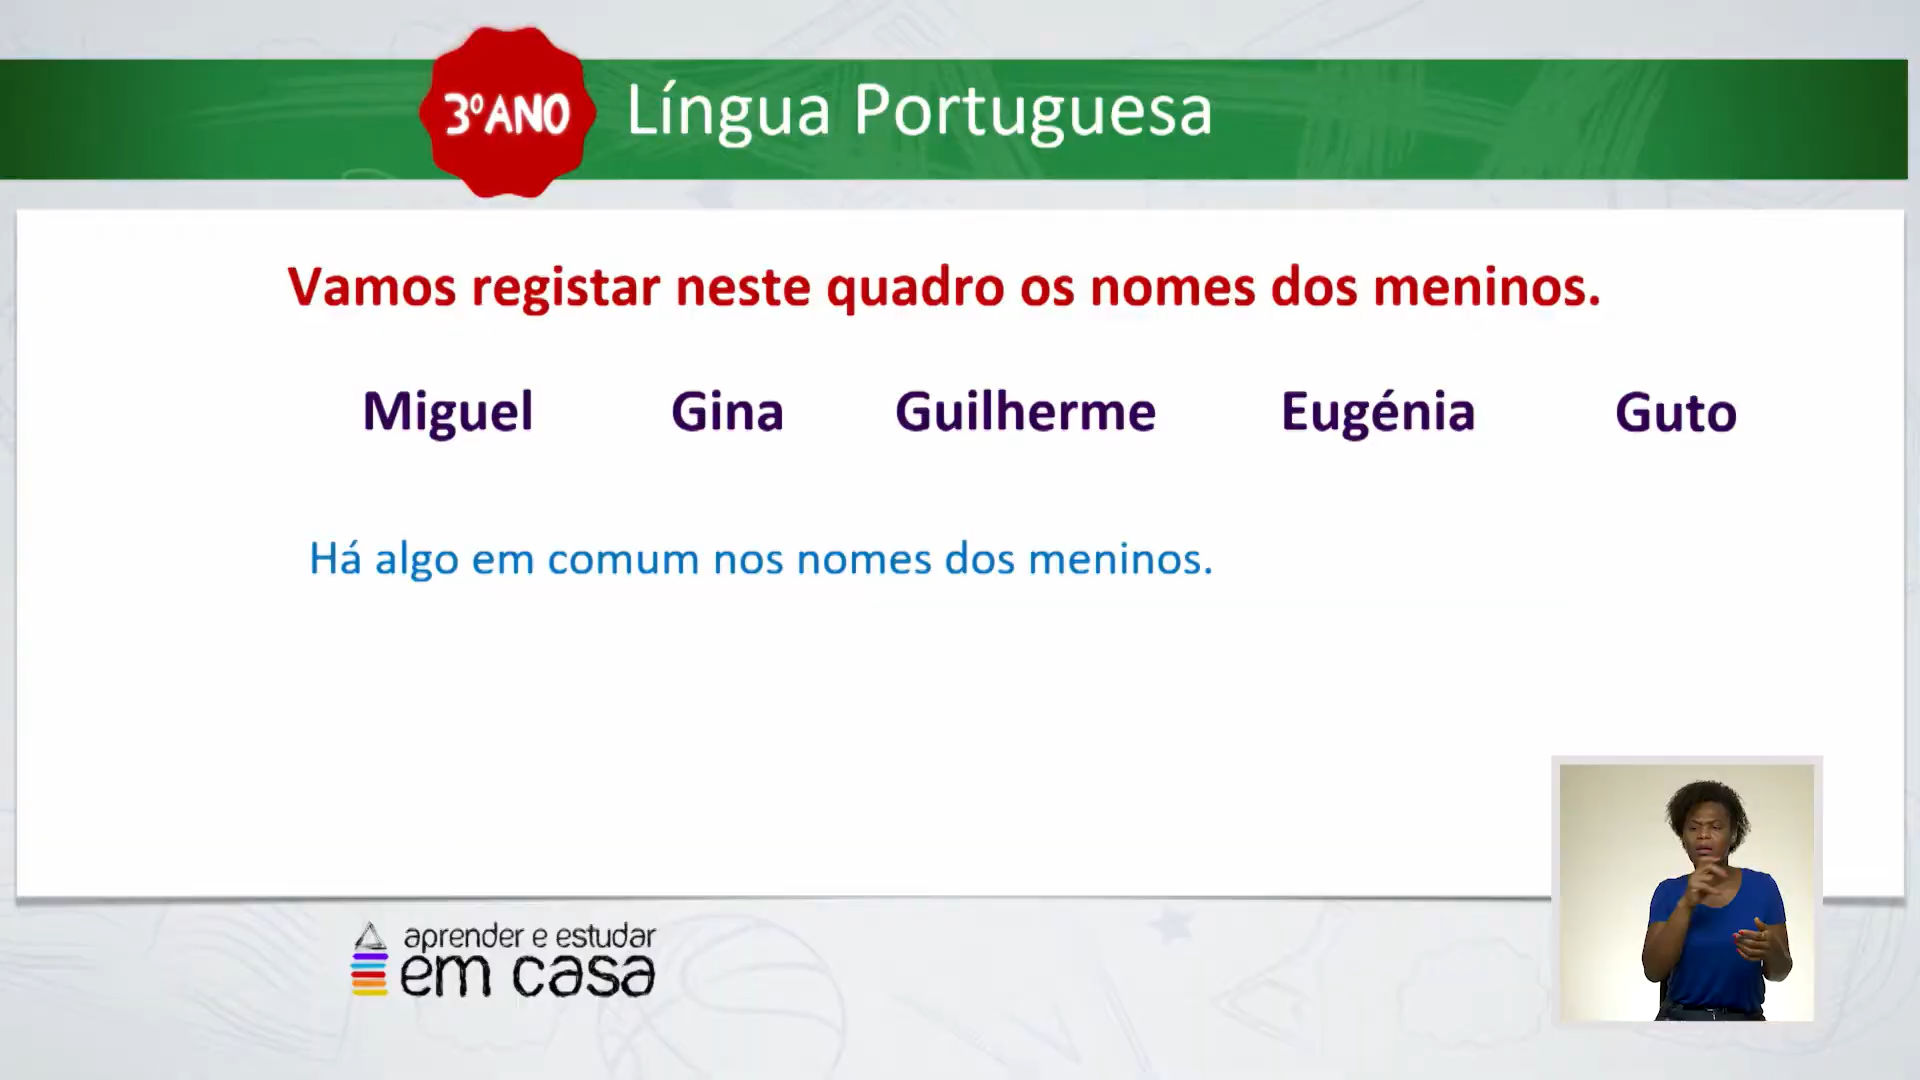 3ºANO
Língua Portuguesa
Vamos registar neste quadro os nomes dos meninos.
Miguel Gina Guilherme Eugénia Guto
Há algo em comum nos nomes dos meninos.
aprender e estudar
em casa